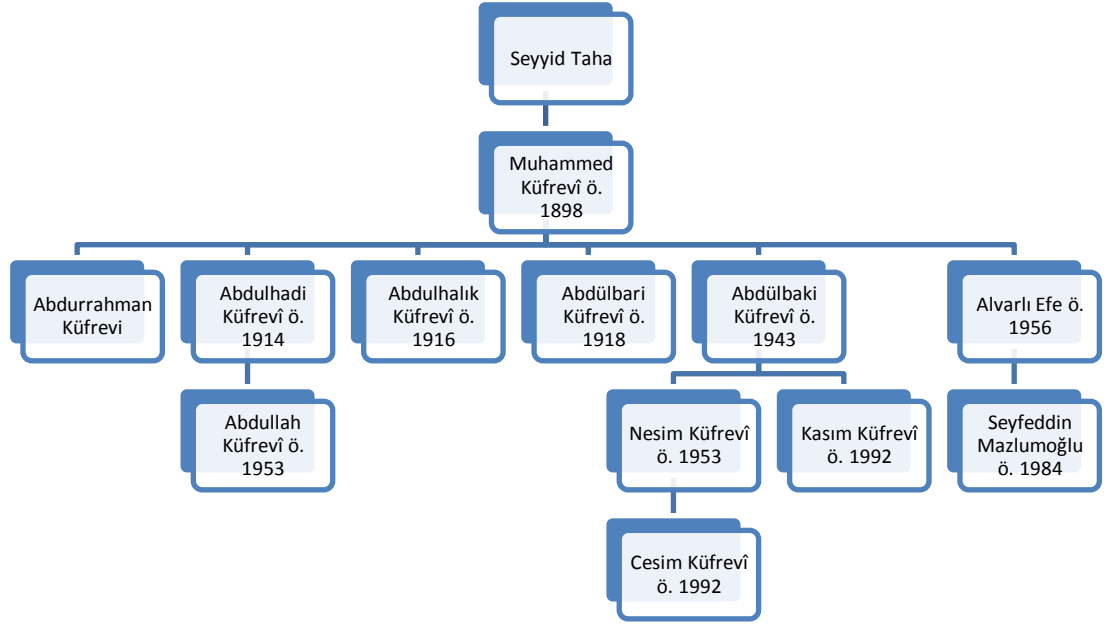 Seyyid Taha
Muhammed
Küfrevî ö.
1898
Abdurrahman
Küfrevi
Abdulhadi
Küfrevî ö.
1914
Abdulhalık
Küfrevî ö.
1916
Abdülbari
Küfrevî ö.
1918
Abdülbaki
Küfrevî ö.
1943
Alvarlı Efe ö.
1956
Abdullah
Küfrevî ö.
1953
Nesim Küfrevî
ö. 1953
Kasım Küfrevî
ö. 1992
Seyfeddin
Mazlumoğlu
ö. 1984
Cesim Küfrevî
ö. 1992